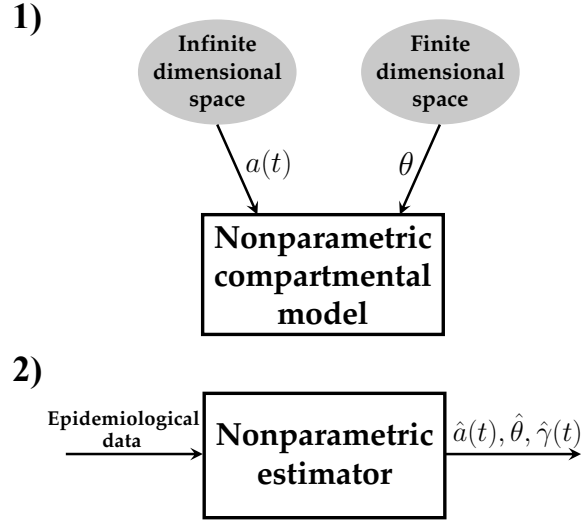 1)
Infinite
dimensional
space
Finite
dimensional
space
a(t)
θ
Nonparametric
compartmental
model
2)
Epidemiological
data
Nonparametric
estimator
â(t), θ̂, γ̂(t)